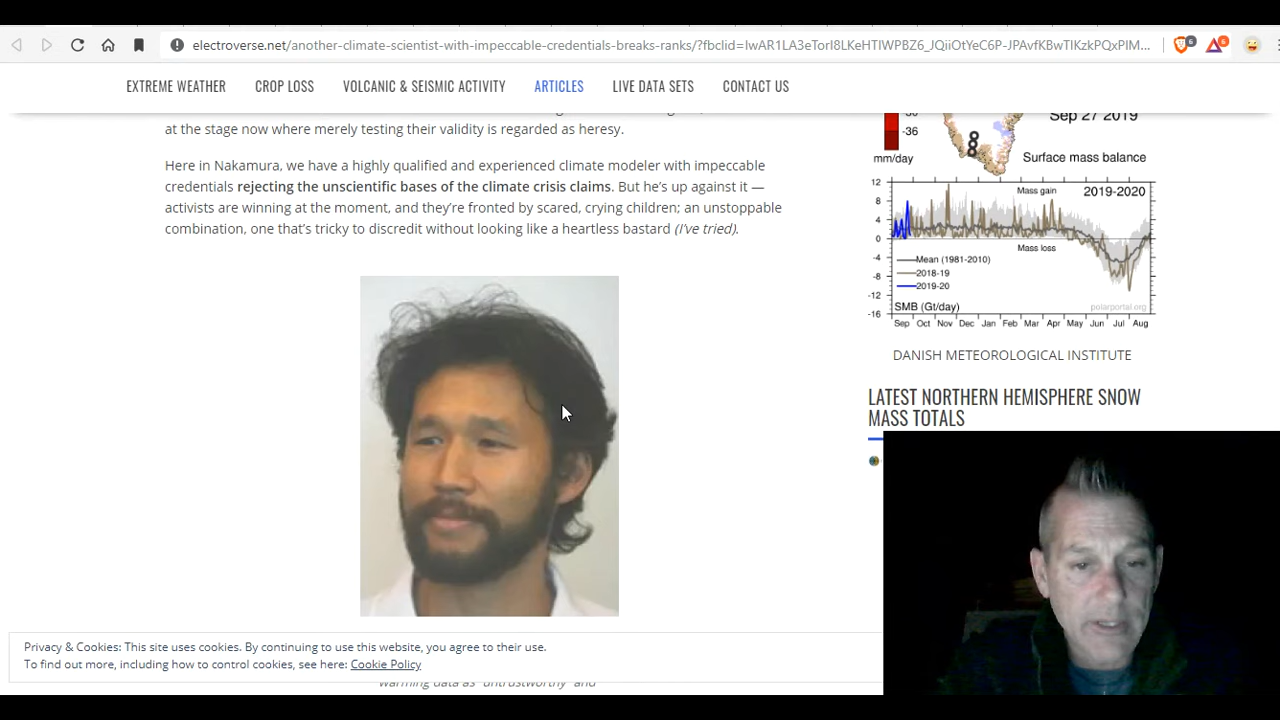 electroverse.net/another-climate-scientist-with-impeccable-credentials-breaks-ranks/?fbclid=IwAR1LA3eTorI8LKeHTIWPBZ6_JQiiOtYeC6P-JPAvfKBwTIKzkPQxPIM...
6
6
EXTREME WEATHER CROP LOSS VOLCANIC & SEISMIC ACTIVITY ARTICLES LIVE DATA SETS CONTACT US
at the stage now where merely testing their validity is regarded as heresy.
Here in Nakamura, we have a highly qualified and experienced climate modeler with impeccable
credentials rejecting the unscientific bases of the climate crisis claims. But he's up against it —
activists are winning at the moment, and they're fronted by scared, crying children; an unstoppable
combination, one that's tricky to discredit without looking like a heartless bastard (I've tried).
Privacy & Cookies: This site uses cookies. By continuing to use this website, you agree to their use.
To find out more, including how to control cookies, see here: Cookie Policy
warming data as "untrustworthy" and
Sep 27 2019
-36
mm/day
Surface mass balance
12
8
4
0
-4
-8
-12
-16
Mass gain
2019-2020
Mass loss
Mean (1981-2010)
2018-19
2019-20
SMB (Gt/day)
polarportal.org
Sep Oct Nov Dec Jan Feb Mar Apr May Jun Jul Aug
DANISH METEOROLOGICAL INSTITUTE
LATEST NORTHERN HEMISPHERE SNOW
MASS TOTALS